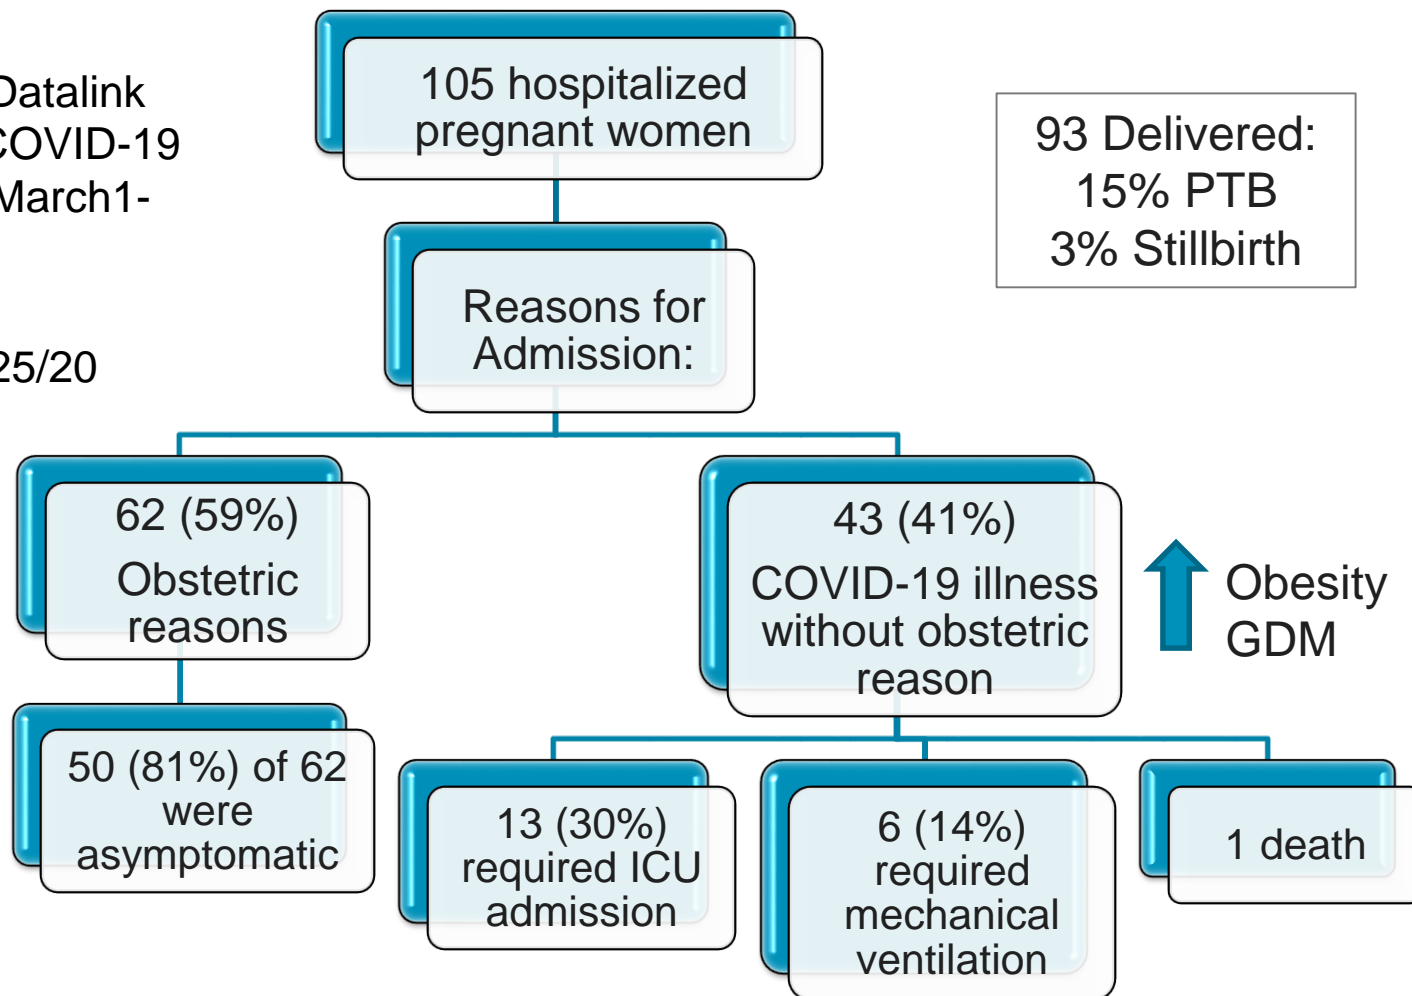 Datalink
COVID-19
March1-
25/20
105 hospitalized
pregnant women
93 Delivered:
15% PTB
3% Stillbirth
Reasons for
Admission:
62 (59%)
Obstetric
reasons
43 (41%)
COVID-19 illness
without obstetric
reason
Obesity
GDM
50 (81%) of 62
were
asymptomatic
13 (30%)
required ICU
admission
6 (14%)
required
mechanical
ventilation
1 death